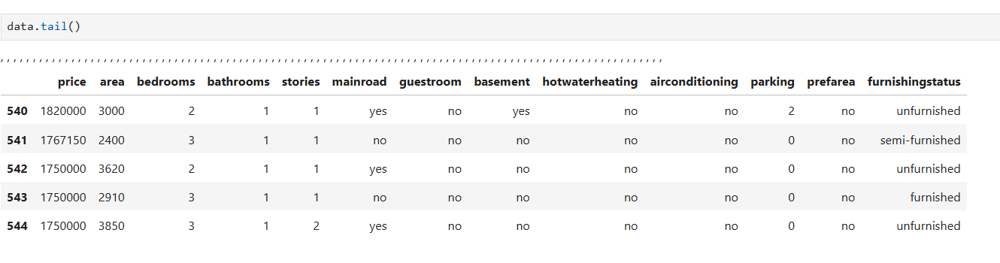 data.tail()
, , , , , , , , , , , , , , , , , , , , , , , , , , , , , , , , , , , , , , , , , , , , , , , , , , , , , , , , , , , , , , , , , , , , , , , , , , , , , , , , , , , , , , , , , , , , , , , , , , , , , , ,
price area bedrooms bathrooms stories mainroad guestroom basement hotwaterheating airconditioning parking prefarea furnishingstatus
540 1820000 3000 2 1 1 yes no yes no no 2 no unfurnished
541 1767150 2400 3 1 1 no no no no no 0 no semi-furnished
542 1750000 3620 2 1 1 yes no no no no 0 no unfurnished
543 1750000 2910 3 1 1 no no no no no 0 no furnished
544 1750000 3850 3 1 2 yes no no no no 0 no unfurnished